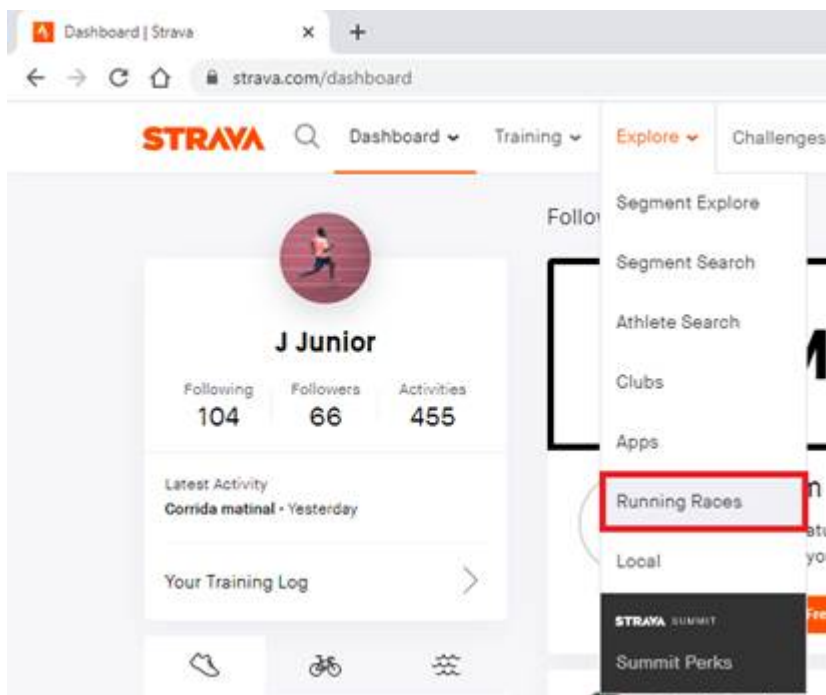 Dashboard | Strava
strava.com/dashboard
STRAVA Dashboard Training Explore Challenges
Segment Explore
Segment Search
Athlete Search
Clubs
Apps
Running Races
Local
STRAVA SUMMIT
Summit Perks
J Junior
Following Followers Activities
104 66 455
Latest Activity
Corrida matinal • Yesterday
Your Training Log